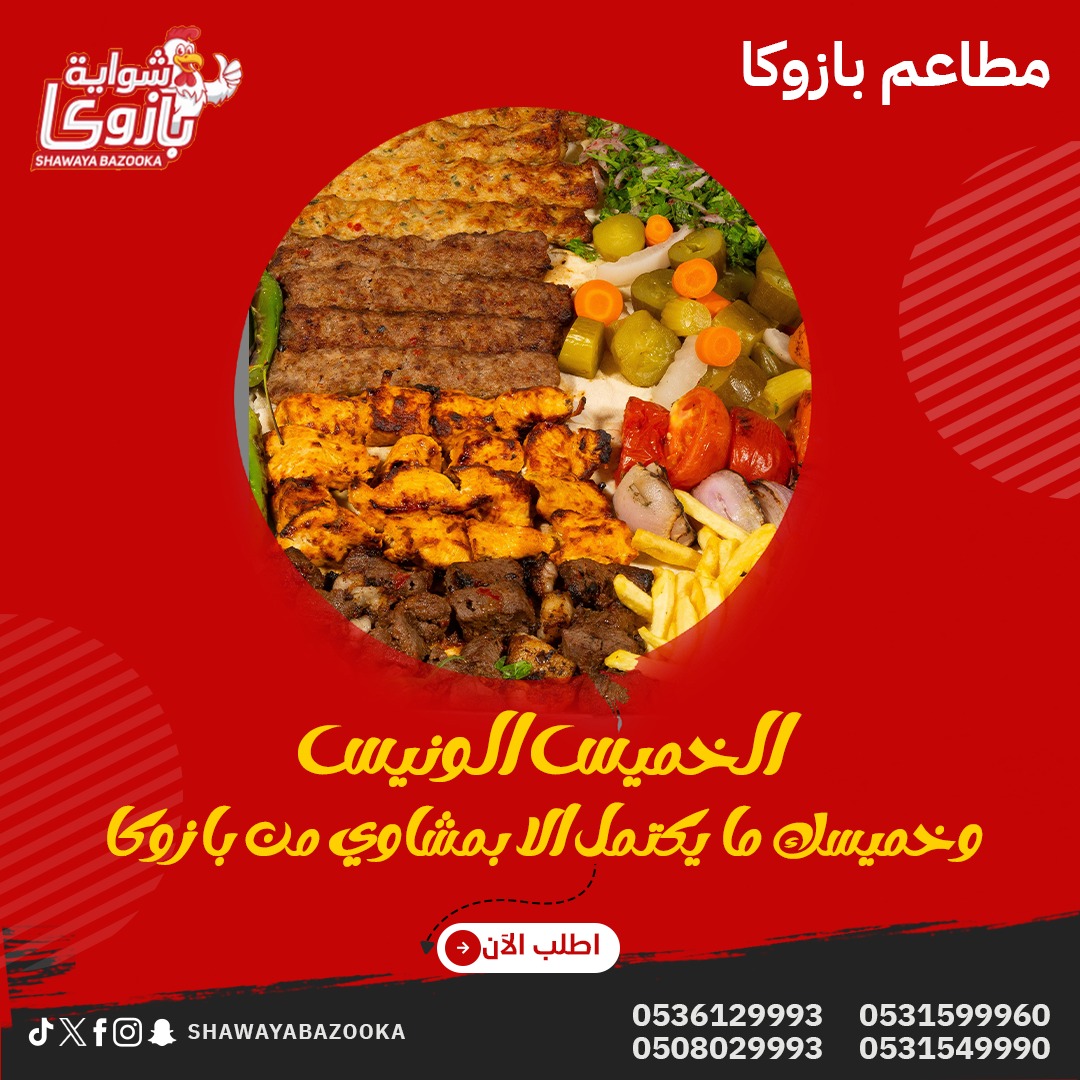 مطاعم بازوكا
شواية
بازوكا
SHAWAYA BAZOOKA
الخميس الونيس
وخميسك ما يكتمل الا بمشاوي من بازوكا
اطلب الآن
SHAWAYABAZOOKA
0536129993 0531599960
0508029993 0531549990